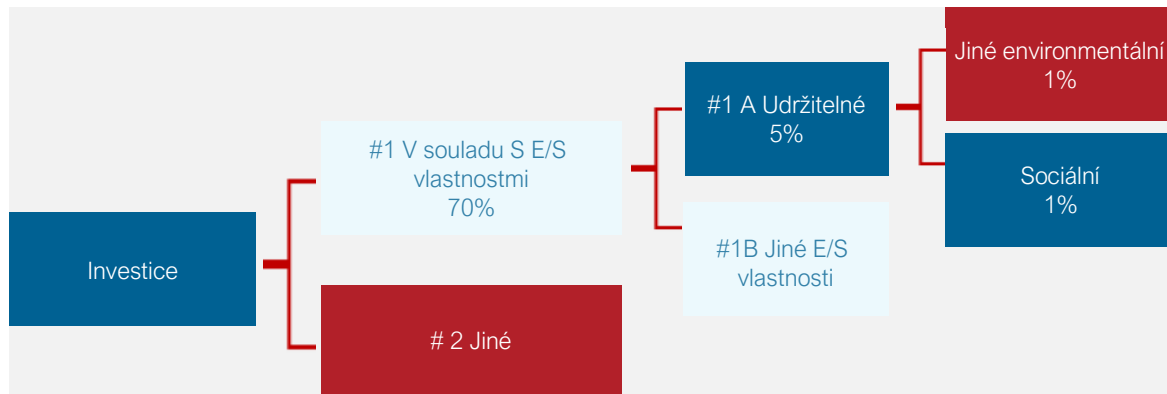 Investice
#1 V souladu S E/S
vlastnostmi
70%
# 2 Jiné
#1 A Udržitelné
5%
#1B Jiné E/S
vlastnosti
Jiné environmentální
1%
Sociální
1%